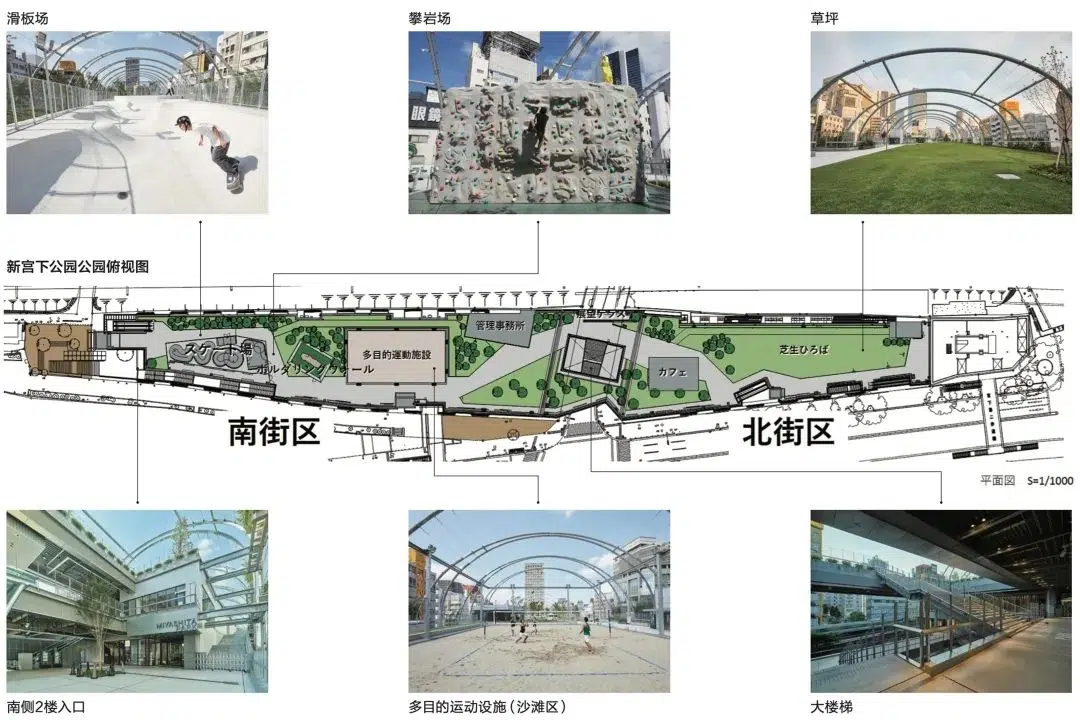 滑板场
攀岩场
草坪
眼鏡
新宫下公园公园俯视图
展望テラス
管理事務所
スケート場
多目的運動施設
ボルダリングウォール
カフェ
芝生ひろば
南街区
北街区
平面図 S=1/1000
MIYASHITA
南侧2楼入口
多目的运动设施（沙滩区）
大楼梯